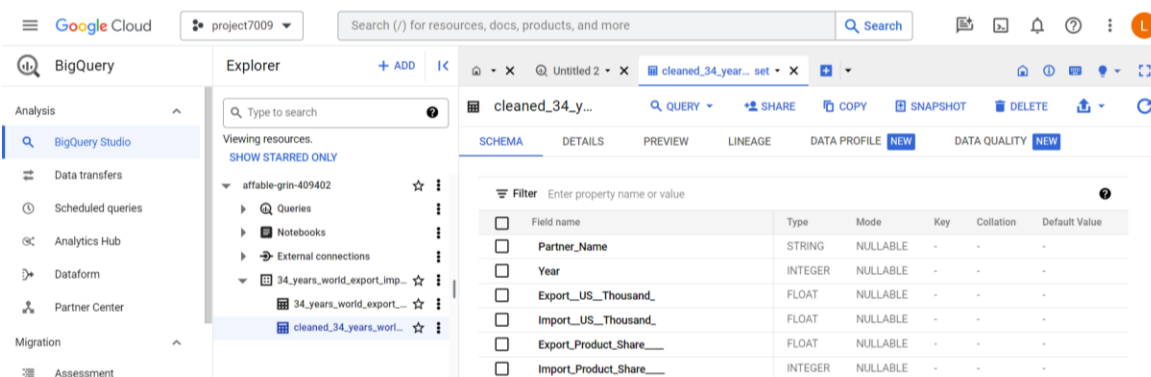 Google Cloud
project7009
Search (/) for resources, docs, products, and more
Search
L
BigQuery
Analysis
BigQuery Studio
Data transfers
Scheduled queries
Analytics Hub
Dataform
Partner Center
Migration
Assessment
Explorer
+ ADD
Type to search
Viewing resources.
SHOW STARRED ONLY
affable-grin-409402
Queries
Notebooks
External connections
34_years_world_export_imp...
34_years_world_export_...
cleaned_34_years_worl...
Untitled 2
cleaned_34_year... set
cleaned_34_y...
QUERY
SHARE
COPY
SNAPSHOT
DELETE
SCHEMA DETAILS PREVIEW LINEAGE DATA PROFILE NEW DATA QUALITY NEW
Filter Enter property name or value
Field name Type Mode Key Collation Default Value
Partner_Name STRING NULLABLE - - -
Year INTEGER NULLABLE - - -
Export__US__Thousand_ FLOAT NULLABLE - - -
Import__US__Thousand_ FLOAT NULLABLE - - -
Export_Product_Share____ FLOAT NULLABLE - - -
Import_Product_Share____ INTEGER NULLABLE - - -